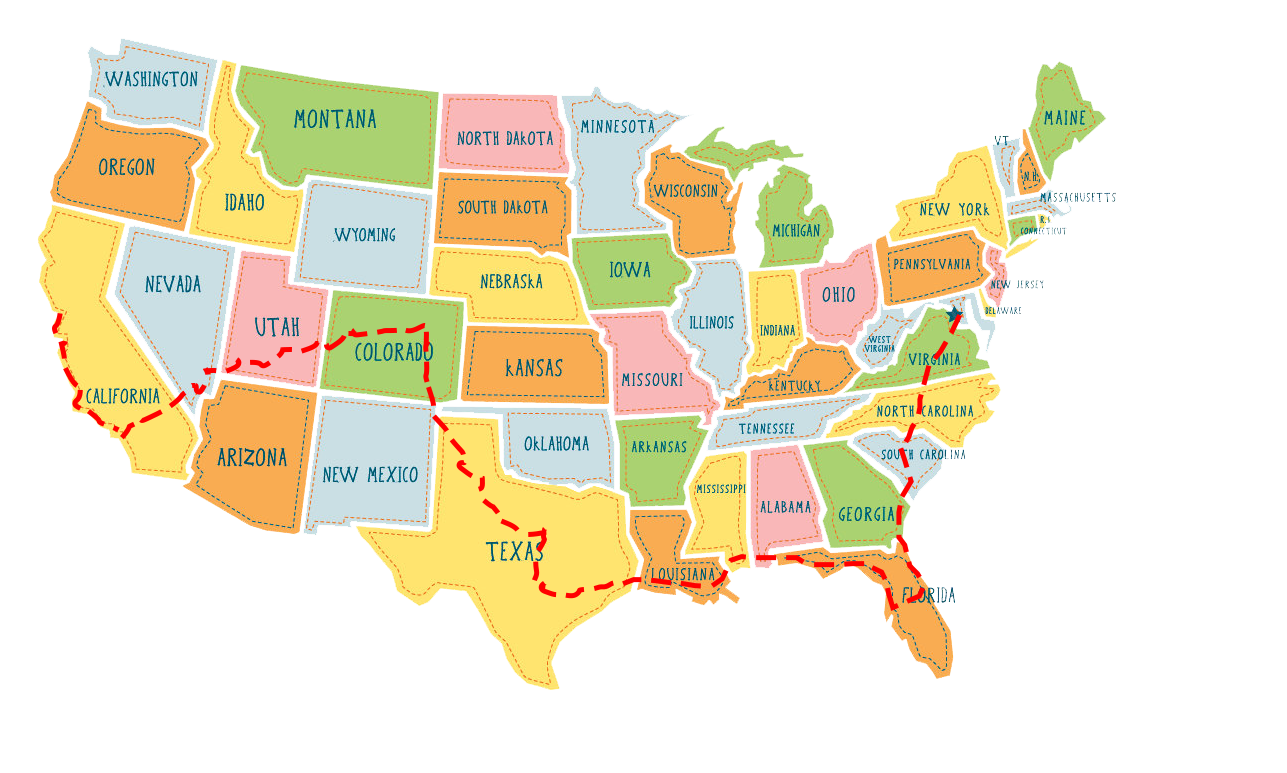 WASHINGTON
OREGON
IDAHO
MONTANA
WYOMING
NORTH DAKOTA
SOUTH DAKOTA
NEBRASKA
MINNESOTA
WISCONSIN
IOWA
MICHIGAN
ILLINOIS
INDIANA
OHIO
PENNSYLVANIA
NEW YORK
V.T.
N.H.
MAINE
MASSACHUSETTS
R.I.
CONNECTICUT
NEW JERSEY
DELAWARE
WEST
VIRGINIA
VIRGINIA
CALIFORNIA
NEVADA
UTAH
COLORADO
KANSAS
MISSOURI
KENTUCKY
NORTH CAROLINA
TENNESSEE
SOUTH CAROLINA
ARIZONA
NEW MEXICO
OKLAHOMA
ARKANSAS
MISSISSIPPI
ALABAMA
GEORGIA
TEXAS
LOUISIANA
FLORIDA